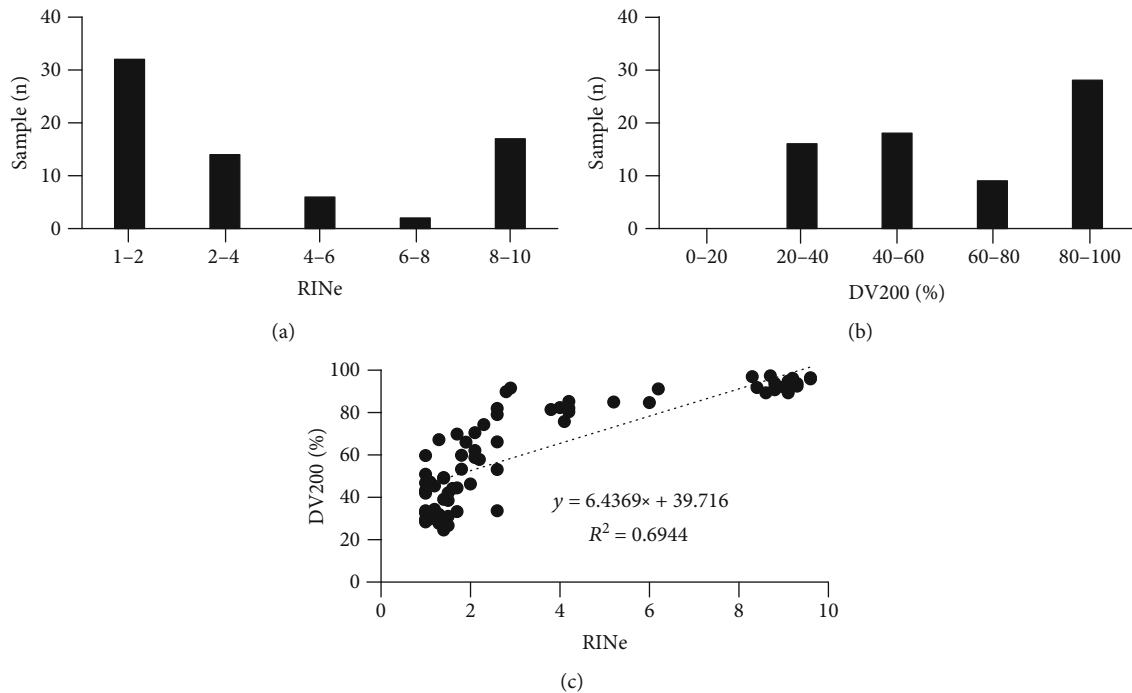 40
30
20
10
0
Sample (n)
1–2
2–4
4–6
6–8
8–10
RINe
(a)
40
30
20
10
0
Sample (n)
0–20
20–40
40–60
60–80
80–100
DV200 (%)
(b)
100
80
60
40
20
0
DV200 (%)
y = 6.4369× + 39.716
R² = 0.6944
0
2
4
6
8
10
RINe
(c)